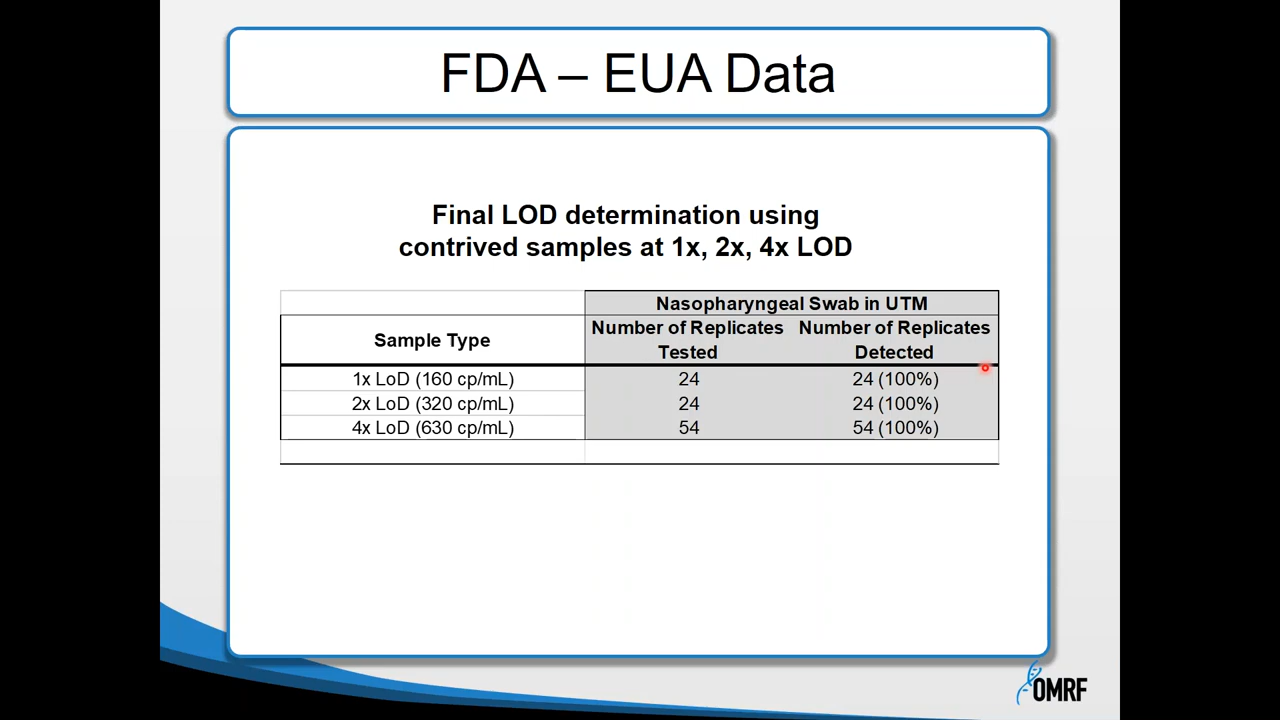 FDA – EUA Data
Final LOD determination using
contrived samples at 1x, 2x, 4x LOD
Nasopharyngeal Swab in UTM
Sample Type
Number of Replicates Tested
Number of Replicates Detected
1x LoD (160 cp/mL) 24 24 (100%)
2x LoD (320 cp/mL) 24 24 (100%)
4x LoD (630 cp/mL) 54 54 (100%)
OMRF